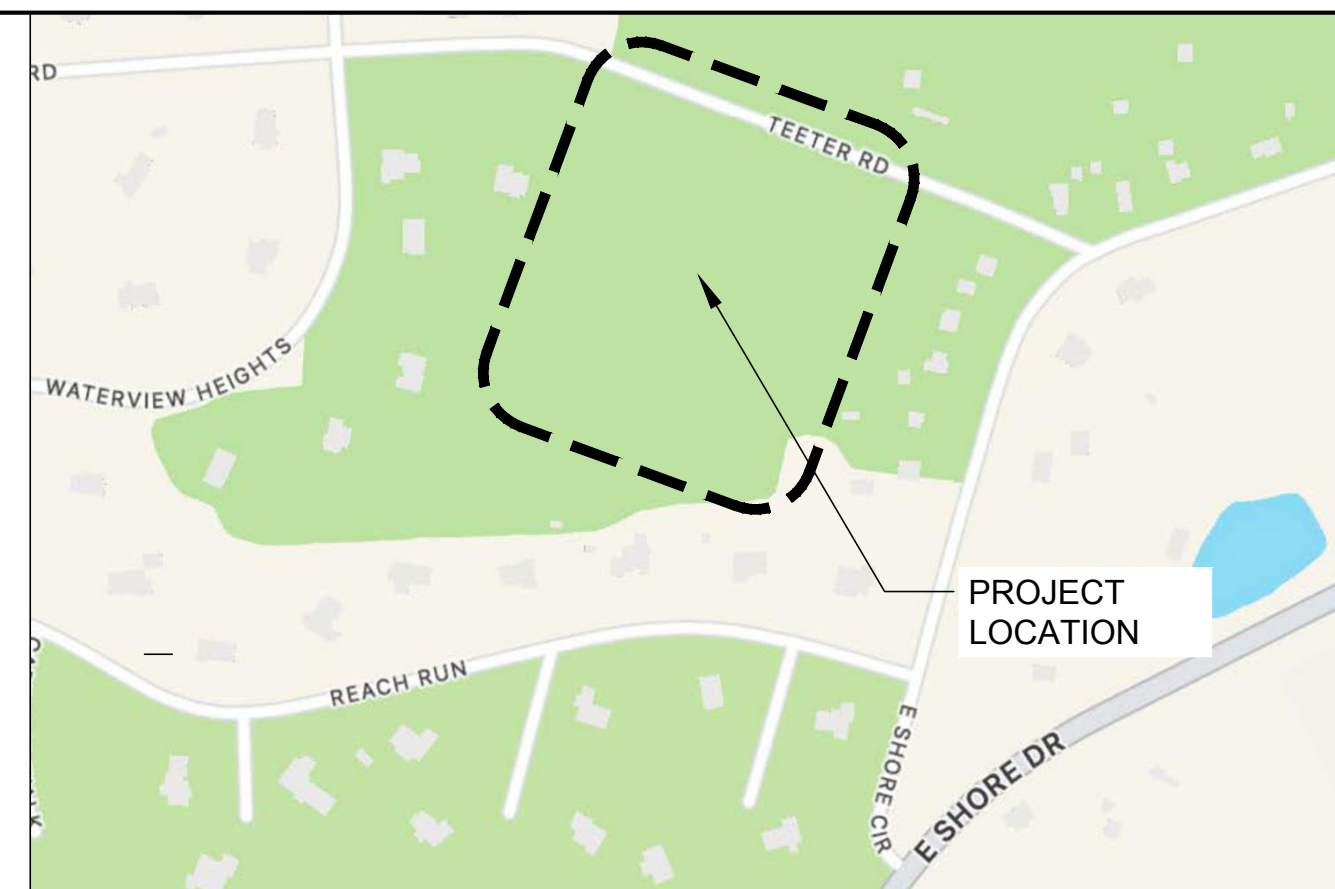 RD
TEETER RD
WATERVIEW HEIGHTS
PROJECT
LOCATION
REACH RUN
E SHORE CIR
E SHORE DR